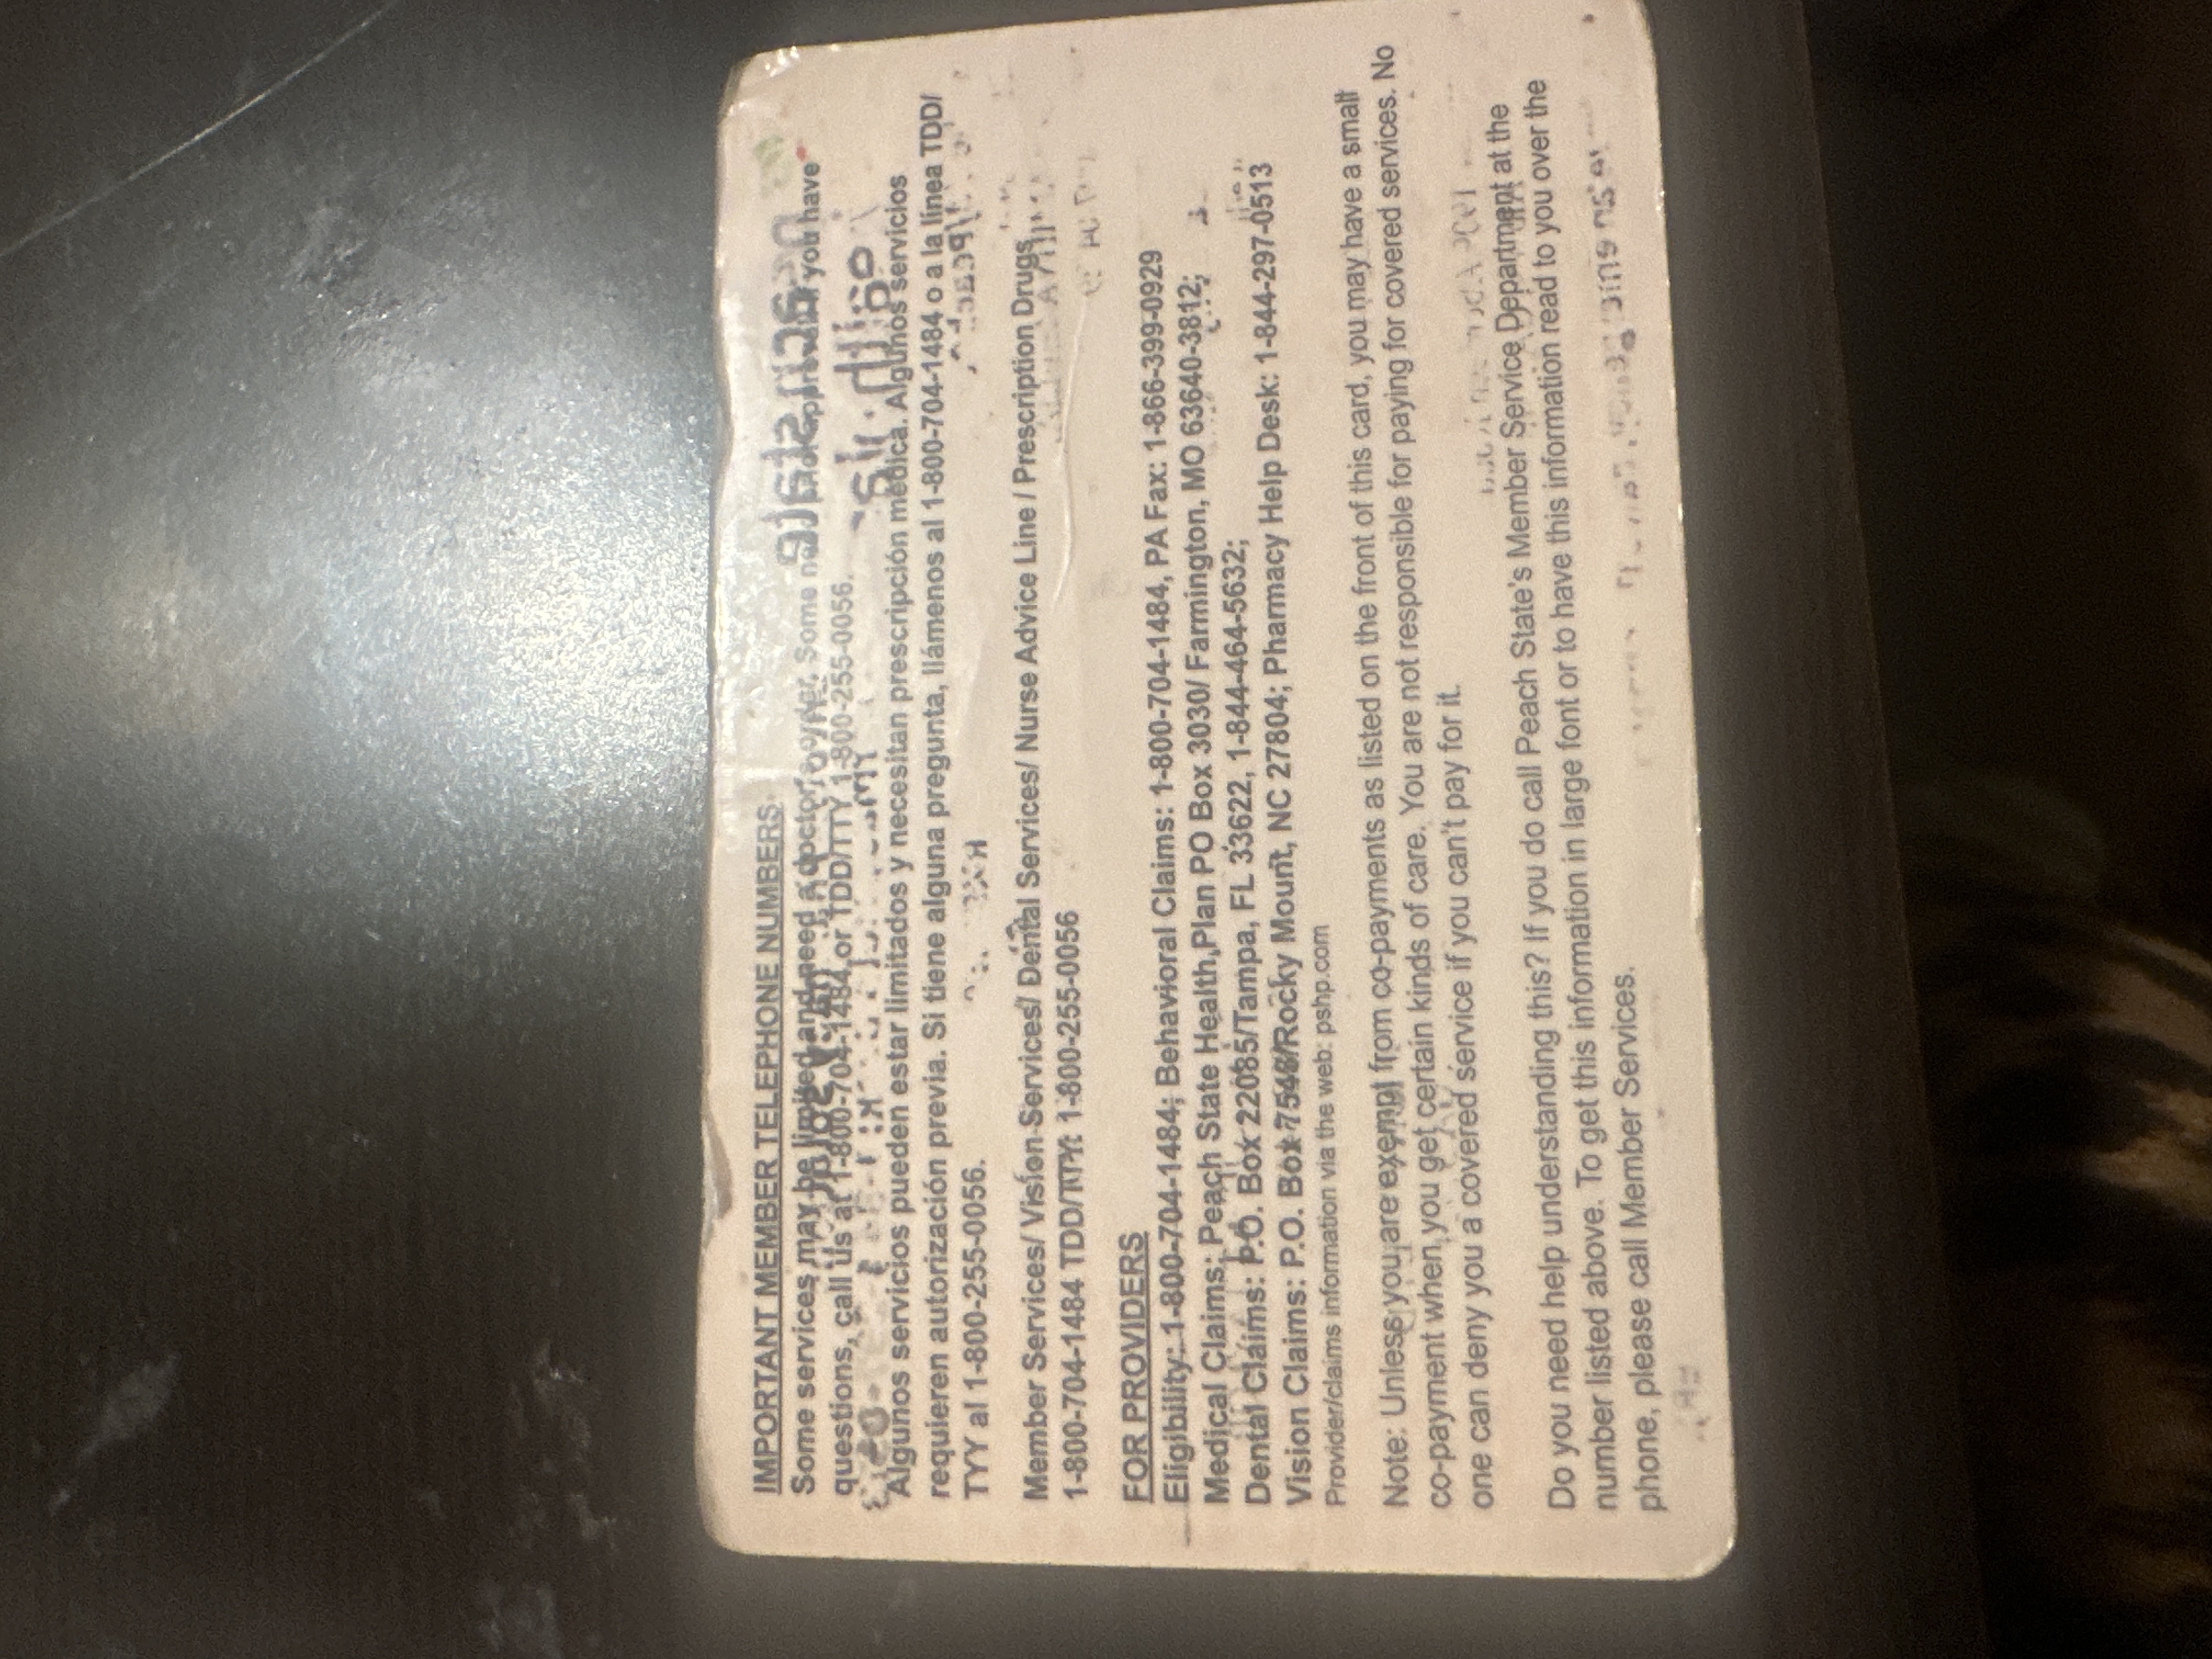 IMPORTANT MEMBER TELEPHONE NUMBERS
Some services may be limited and need a doctor's order. Some need prior approval. If you have
questions, call us at 1-800-704-1484 or TDD/TTY 1-800-255-0056.
Algunos servicios pueden estar limitados y necesitan prescripción médica. Algunos servicios
requieren autorización previa. Si tiene alguna pregunta, llámenos al 1-800-704-1484 o a la línea TDD/
TYY al 1-800-255-0056.
Member Services/ Vision Services/ Dental Services/ Nurse Advice Line / Prescription Drugs
1-800-704-1484 TDD/TTY: 1-800-255-0056
FOR PROVIDERS
Eligibility: 1-800-704-1484; Behavioral Claims: 1-800-704-1484, PA Fax: 1-866-399-0929
Medical Claims: Peach State Health Plan PO Box 3030/ Farmington, MO 63640-3812;
Dental Claims: P.O. Box 22085/Tampa, FL 33622, 1-844-464-5632;
Vision Claims: P.O. Box 7548/Rocky Mount, NC 27804; Pharmacy Help Desk: 1-844-297-0513
Provider/claims information via the web: pshp.com
Note: Unless you are exempt from co-payments as listed on the front of this card, you may have a small
co-payment when you get certain kinds of care. You are not responsible for paying for covered services. No
one can deny you a covered service if you can't pay for it.
Do you need help understanding this? If you do call Peach State's Member Service Department at the
number listed above. To get this information in large font or to have this information read to you over the
phone, please call Member Services.